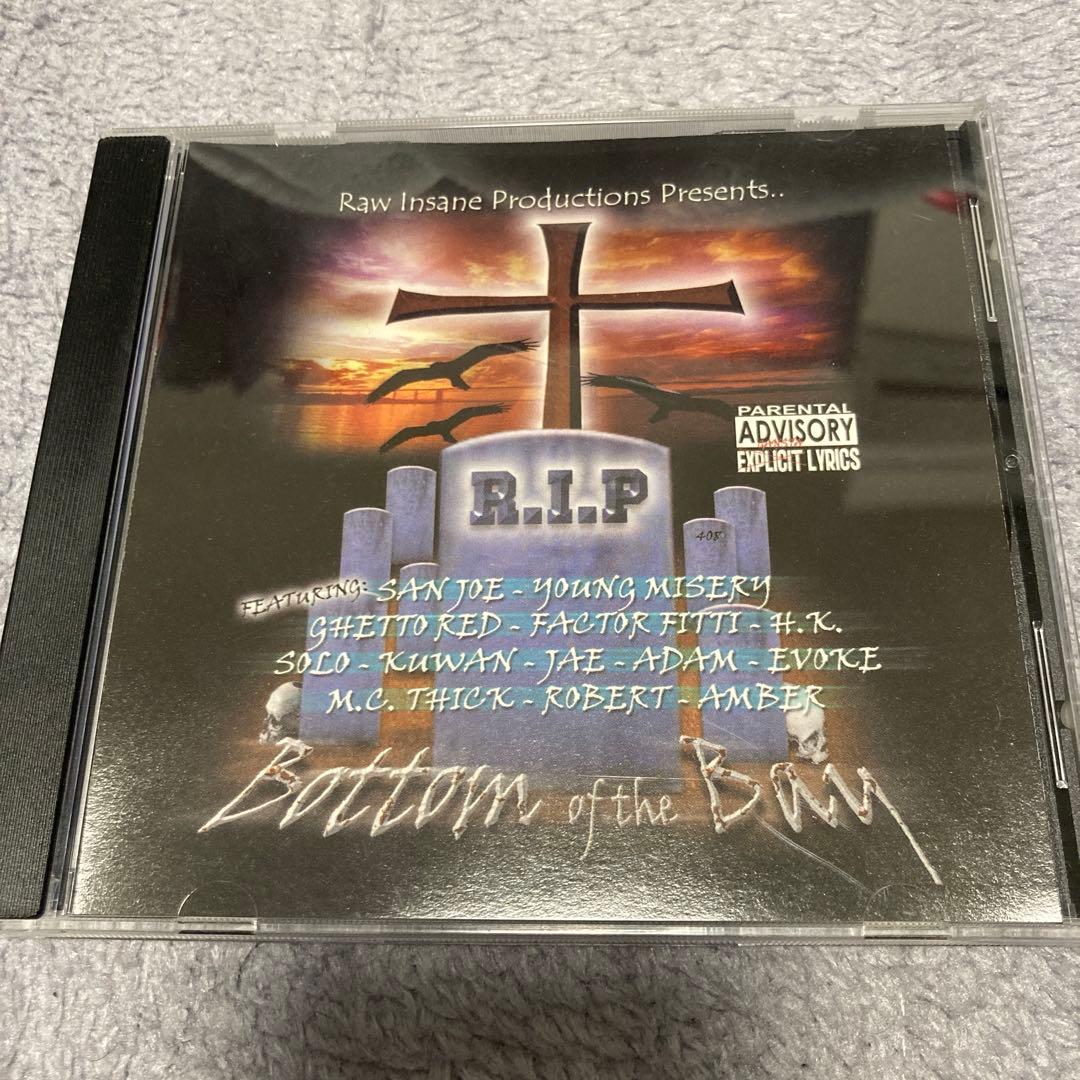 Raw Insane Productions Presents..
PARENTAL
ADVISORY
EXPLICIT LYRICS
R.I.P
408
FEATURING: SAN JOE - YOUNG MISERY
GHETTO RED - FACTOR FITTI - H.K.
SOLO - KUWAN - JAE - ADAM - EVOKE
M.C. THICK - ROBERT - AMBER
Bottom of the Bay